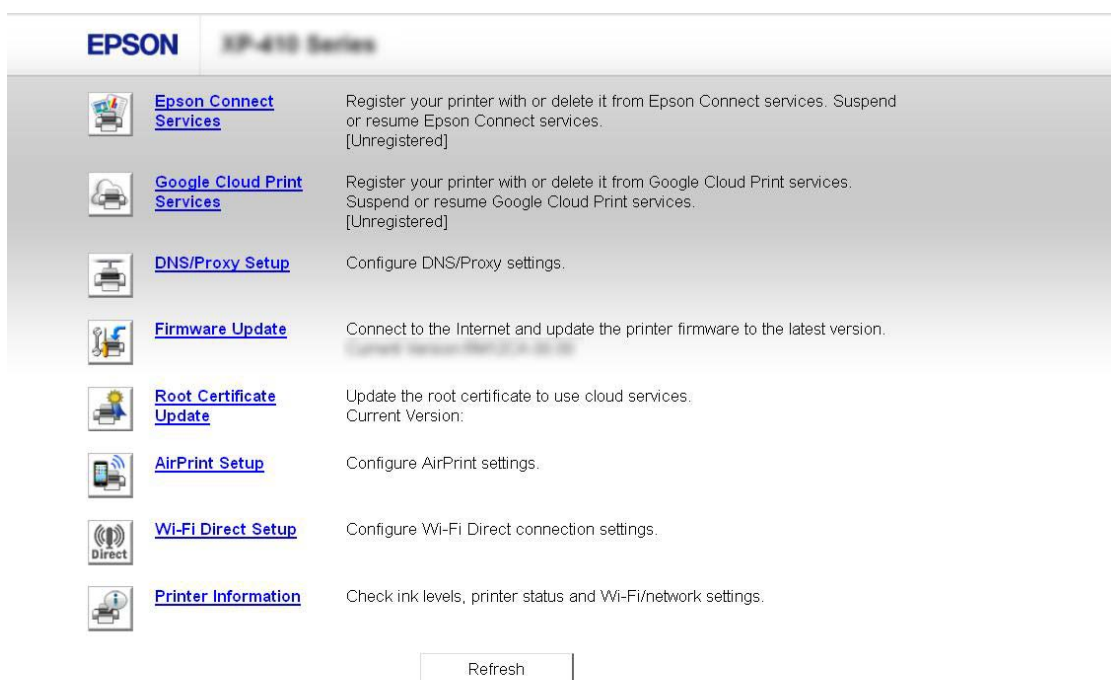 EPSON
XP-410 Series
Epson Connect
Services
Register your printer with or delete it from Epson Connect services. Suspend
or resume Epson Connect services.
[Unregistered]
Google Cloud Print
Services
Register your printer with or delete it from Google Cloud Print services.
Suspend or resume Google Cloud Print services.
[Unregistered]
DNS/Proxy Setup
Configure DNS/Proxy settings.
Firmware Update
Connect to the Internet and update the printer firmware to the latest version.
Current Version
Root Certificate
Update
Update the root certificate to use cloud services.
Current Version:
AirPrint Setup
Configure AirPrint settings.
Direct
Wi-Fi Direct Setup
Configure Wi-Fi Direct connection settings.
Printer Information
Check ink levels, printer status and Wi-Fi/network settings.
Refresh